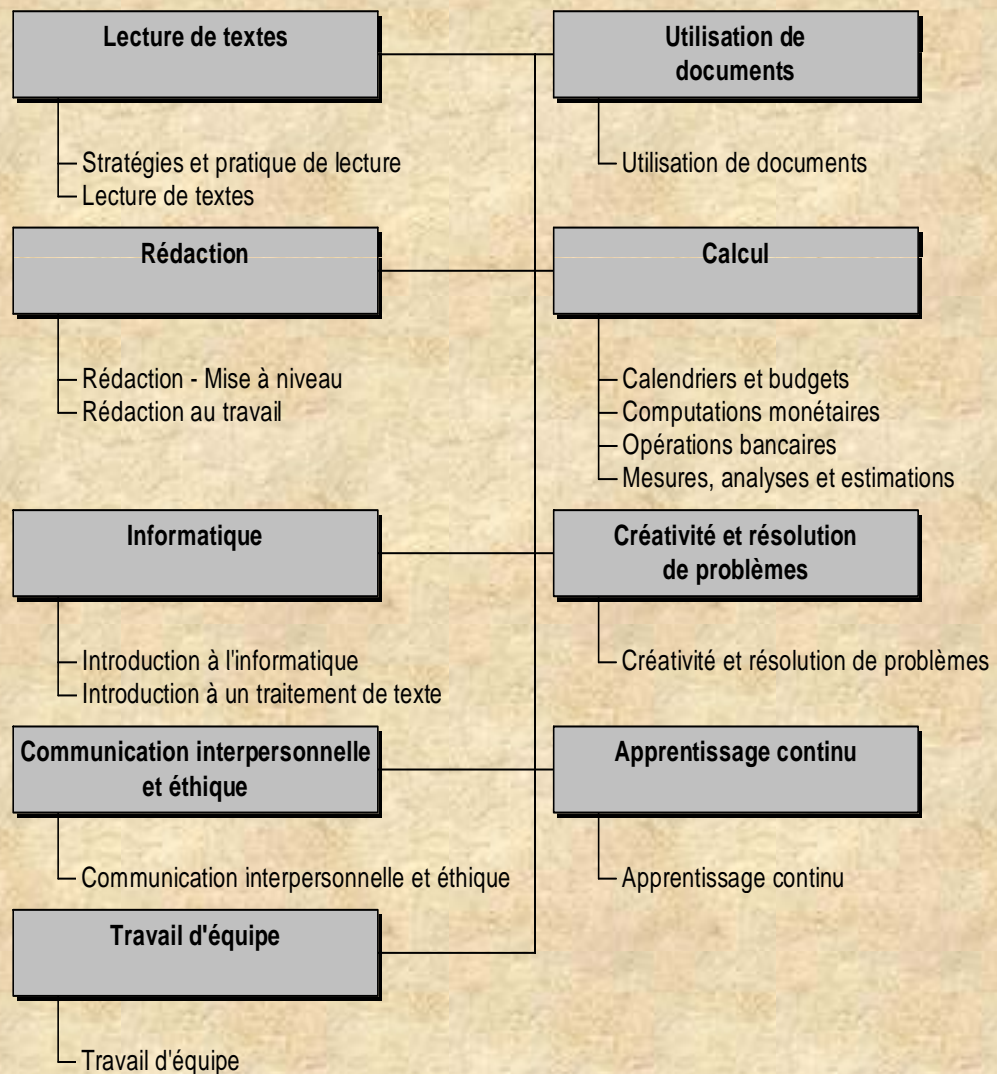 Lecture de textes
Stratégies et pratique de lecture
Lecture de textes
Utilisation de
documents
Utilisation de documents
Rédaction
Rédaction - Mise à niveau
Rédaction au travail
Calcul
Calendriers et budgets
Computations monétaires
Opérations bancaires
Mesures, analyses et estimations
Informatique
Introduction à l'informatique
Introduction à un traitement de texte
Créativité et résolution
de problèmes
Créativité et résolution de problèmes
Communication interpersonnelle
et éthique
Communication interpersonnelle et éthique
Apprentissage continu
Apprentissage continu
Travail d'équipe
Travail d'équipe